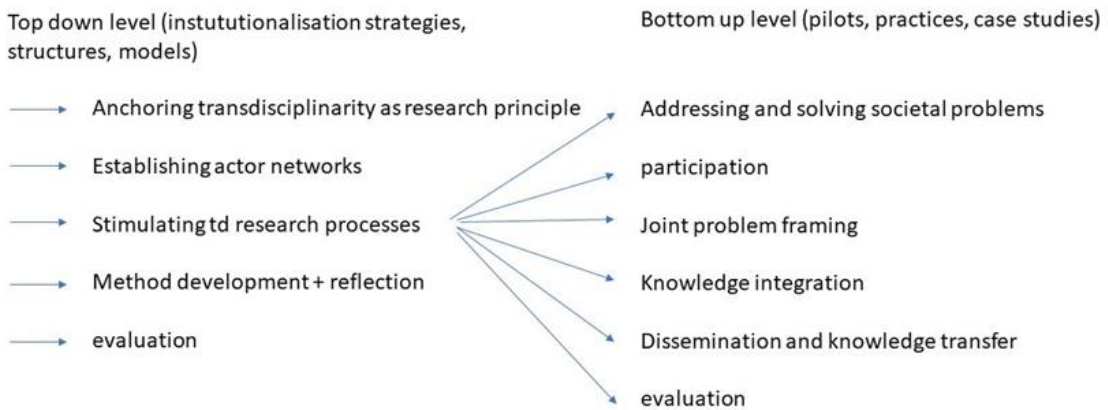 Top down level (instututionalisation strategies,
structures, models)
Anchoring transdisciplinarity as research principle
Establishing actor networks
Stimulating td research processes
Method development + reflection
evaluation
Bottom up level (pilots, practices, case studies)
Addressing and solving societal problems
participation
Joint problem framing
Knowledge integration
Dissemination and knowledge transfer
evaluation